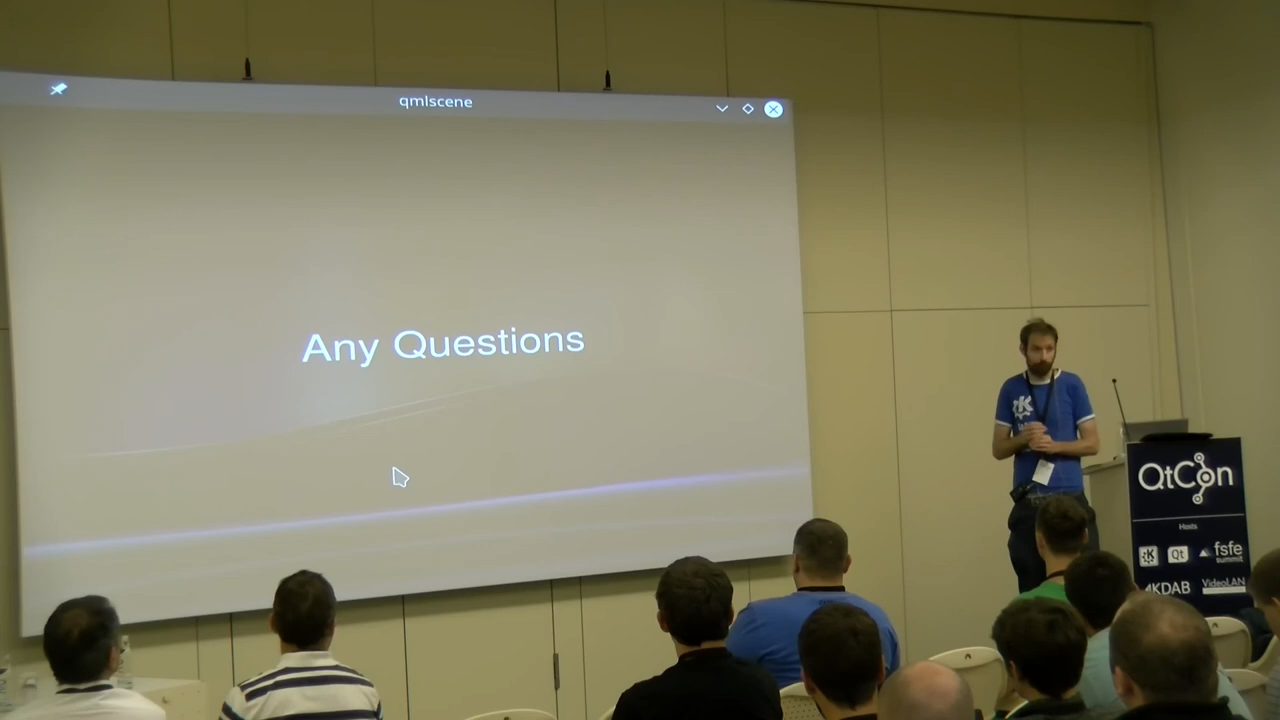 qmlscene
Any Questions
K
QtCon
Hosts
K Qt fsfe
summit
KDAB VideoLAN